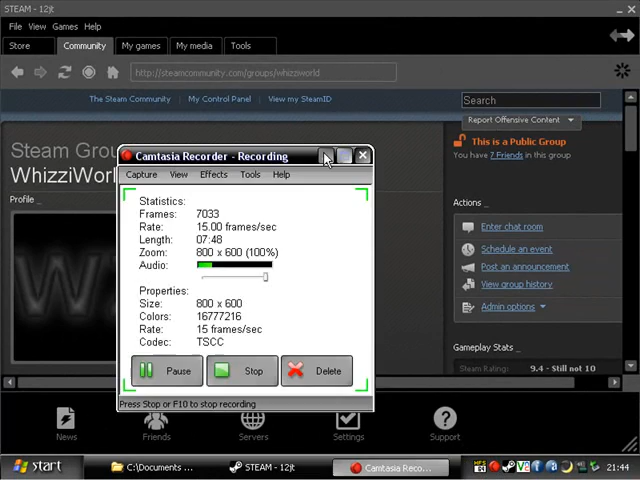 STEAM - 12jt
File View Games Help
Store Community My games My media Tools
http://steamcommunity.com/groups/whizziworld
The Steam Community | My Control Panel | View my SteamID
Search
Report Offensive Content
This is a Public Group
You have 7 Friends in this group
Steam Grou
WhizziWorl
Profile _
Actions _
Enter chat room
Schedule an event
Post an announcement
View group history
Admin options
Gameplay Stats _
Steam Rating: 9.4 - Still not 10
Camtasia Recorder - Recording
Capture View Effects Tools Help
Statistics:
Frames: 7033
Rate: 15.00 frames/sec
Length: 07:48
Zoom: 800 x 600 (100%)
Audio:
Properties:
Size: 800 x 600
Colors: 16777216
Rate: 15 frames/sec
Codec: TSCC
Pause Stop Delete
Press Stop or F10 to stop recording
News Friends Servers Settings Support
start C:\Documents ... STEAM - 12jt Camtasia Reco... 21:44